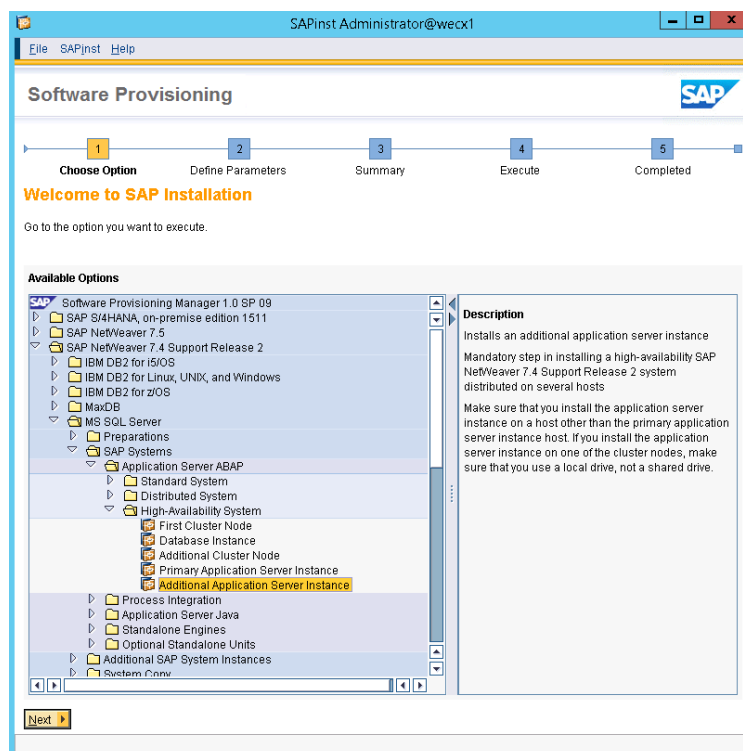 SAPinst Administrator@wecx1
File SAPinst Help
Software Provisioning
SAP
1 2 3 4 5
Choose Option Define Parameters Summary Execute Completed
Welcome to SAP Installation
Go to the option you want to execute.
Available Options
SAP Software Provisioning Manager 1.0 SP 09
SAP S/4HANA, on-premise edition 1511
SAP NetWeaver 7.5
SAP NetWeaver 7.4 Support Release 2
IBM DB2 for i5/OS
IBM DB2 for Linux, UNIX, and Windows
IBM DB2 for z/OS
MaxDB
MS SQL Server
Preparations
SAP Systems
Application Server ABAP
Standard System
Distributed System
High-Availability System
First Cluster Node
Database Instance
Additional Cluster Node
Primary Application Server Instance
Additional Application Server Instance
Process Integration
Application Server Java
Standalone Engines
Optional Standalone Units
Additional SAP System Instances
System Copy
Description
Installs an additional application server instance
Mandatory step in installing a high-availability SAP
NetWeaver 7.4 Support Release 2 system
distributed on several hosts
Make sure that you install the application server
instance on a host other than the primary application
server instance host. If you install the application
server instance on one of the cluster nodes, make
sure that you use a local drive, not a shared drive.
Next